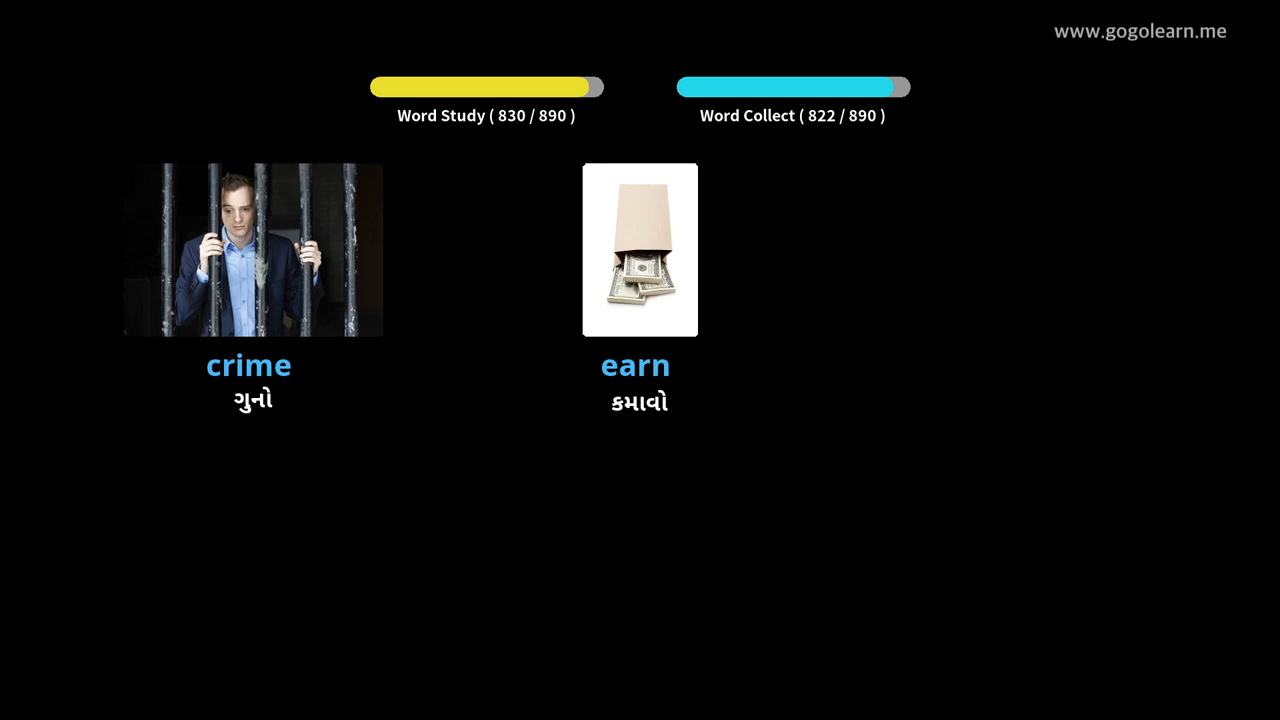 www.gogolearn.me
Word Study ( 830 / 890 )
Word Collect ( 822 / 890 )
crime
ગુનો
earn
કમાવો